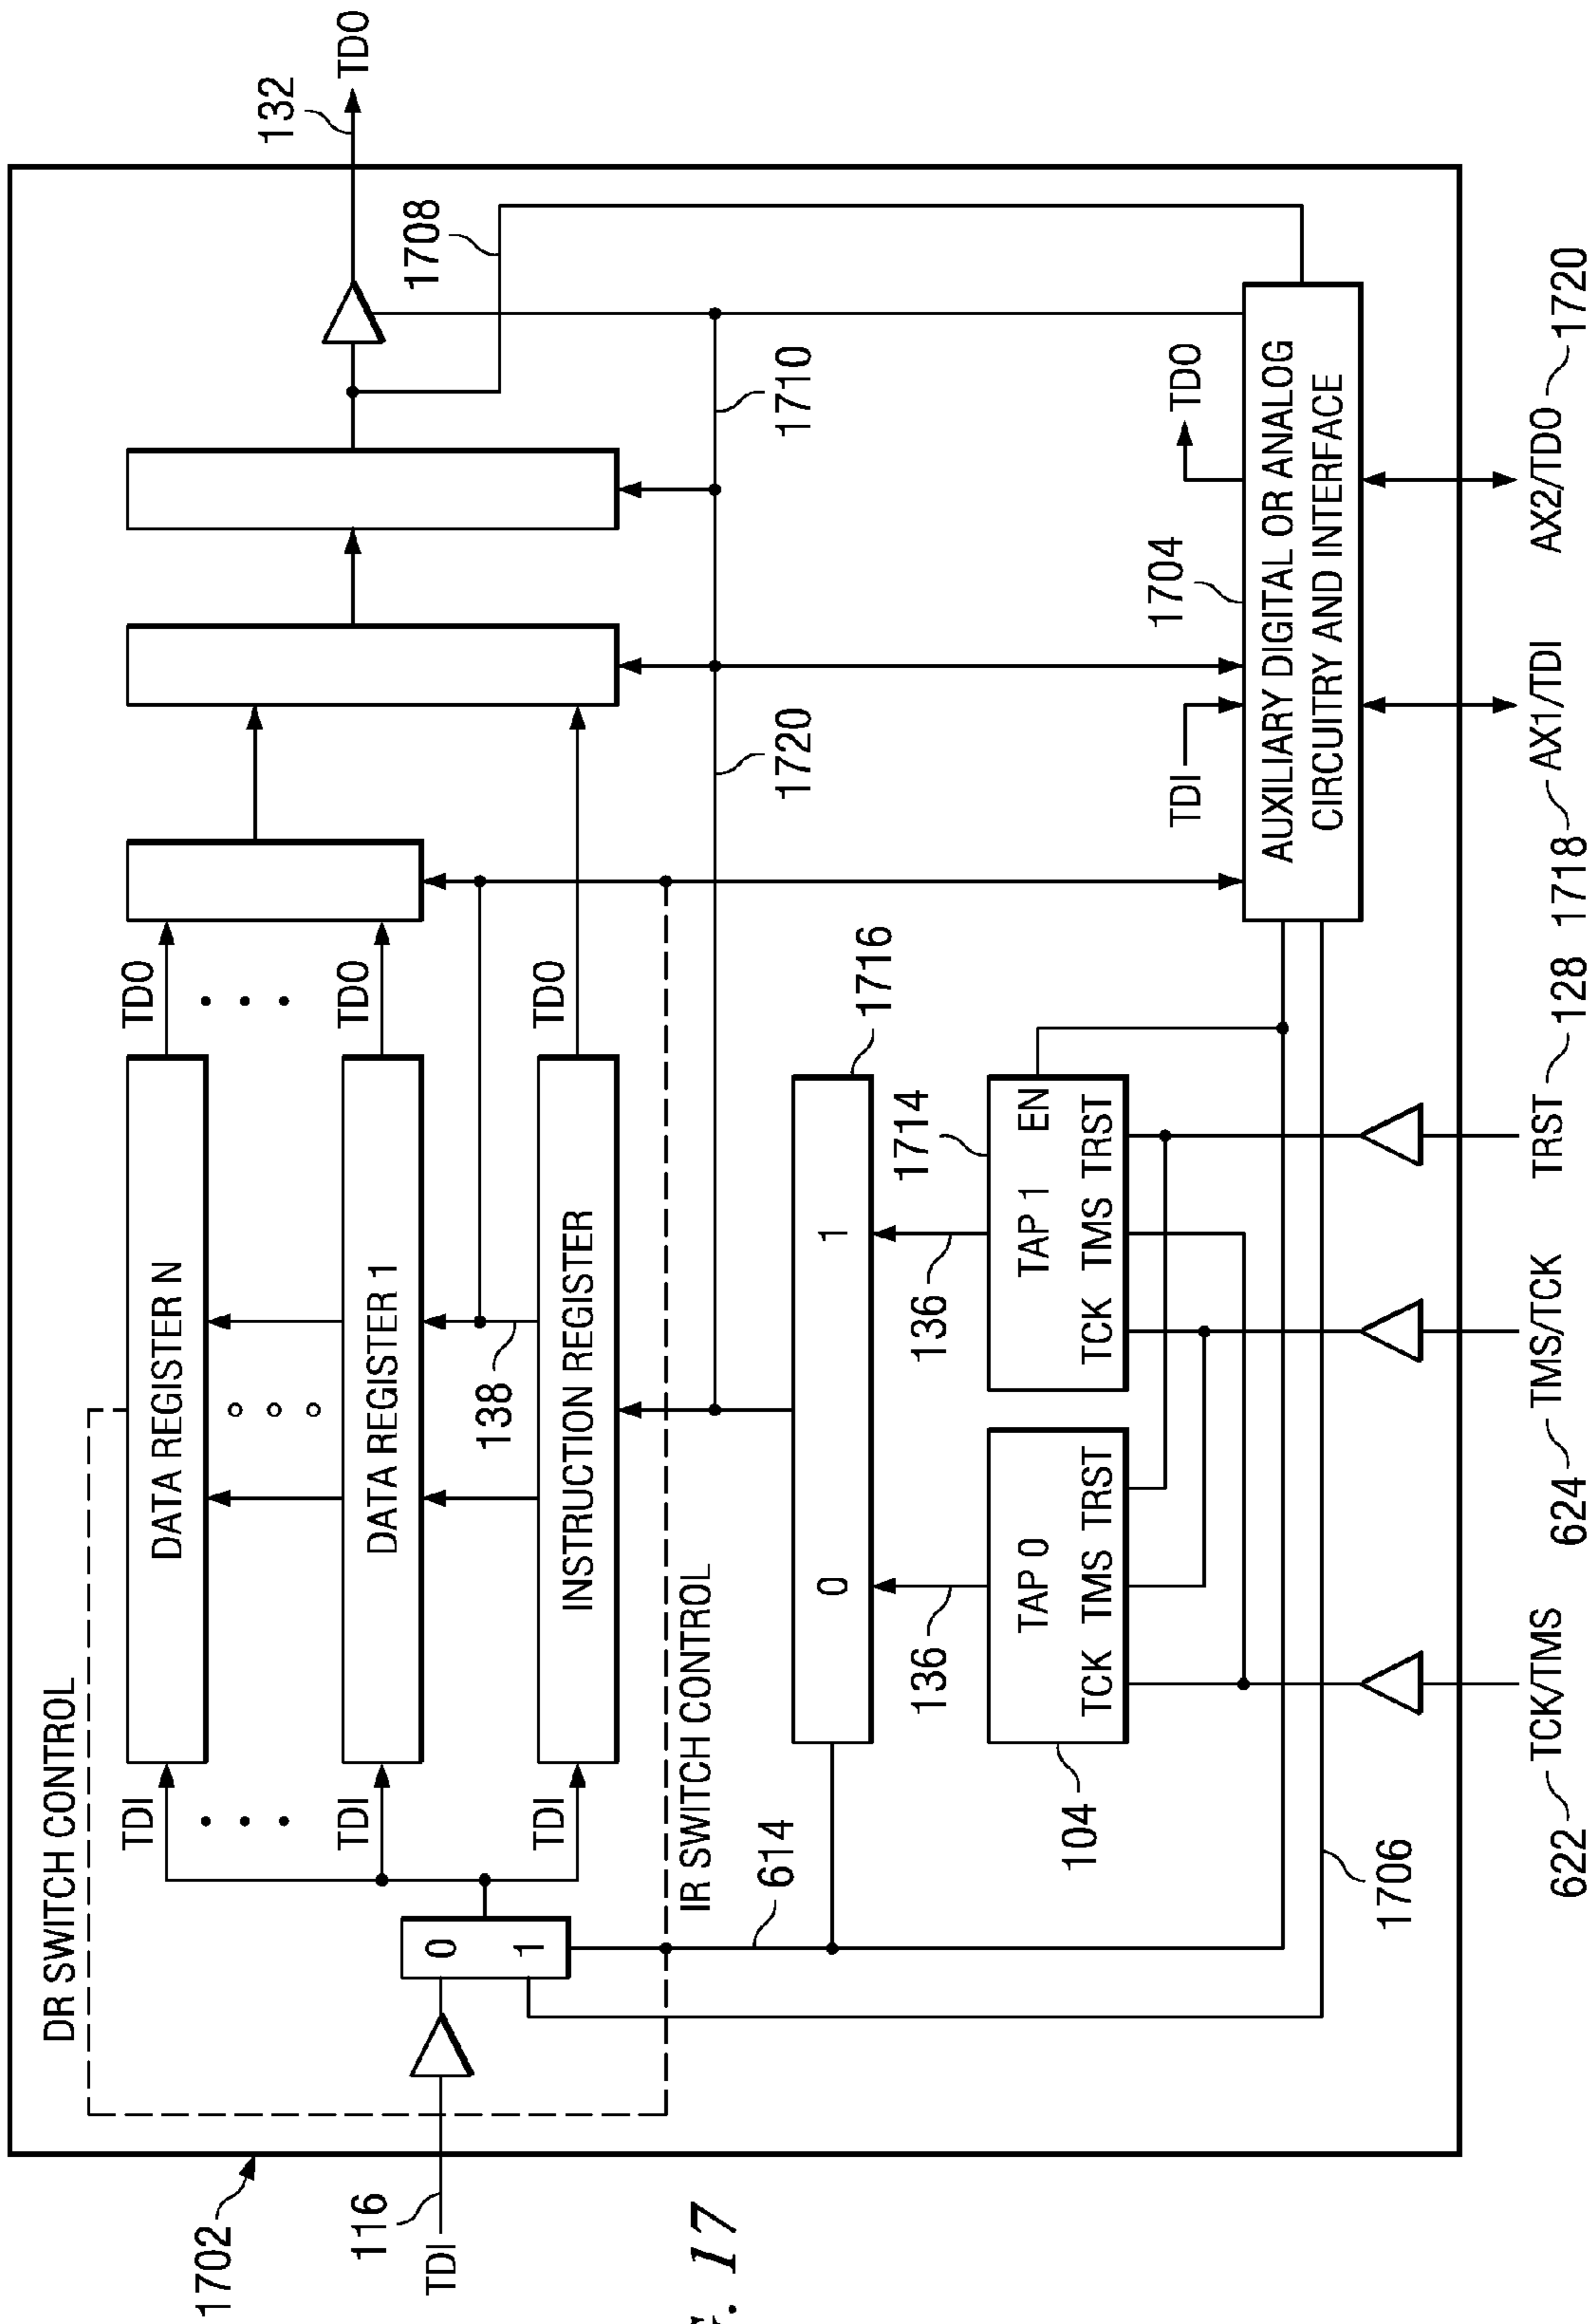 1702
DR SWITCH CONTROL
TDI
DATA REGISTER N
TDO
TDI
DATA REGISTER 1
TDO
138
TDI
INSTRUCTION REGISTER
TDO
132
TDO
1708
116
TDI
0
1
IR SWITCH CONTROL
614
1720
1710
0
1
1716
136
136
1714
TAP 0
TCK TMS TRST
TAP 1 EN
TCK TMS TRST
104
1706
TDI
1704
TDO
AUXILIARY DIGITAL OR ANALOG
CIRCUITRY AND INTERFACE
622 TCK/TMS
624 TMS/TCK
TRST 128
1718 AX1/TDI
AX2/TDO 1720
17